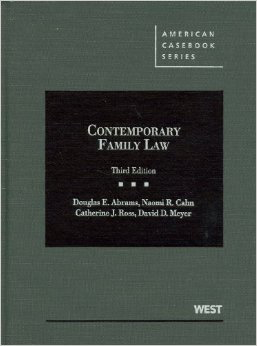 AMERICAN
CASEBOOK
SERIES
CONTEMPORARY
FAMILY LAW
Third Edition
Douglas E. Abrams, Naomi R. Cahn
Catherine J. Ross, David D. Meyer
WEST